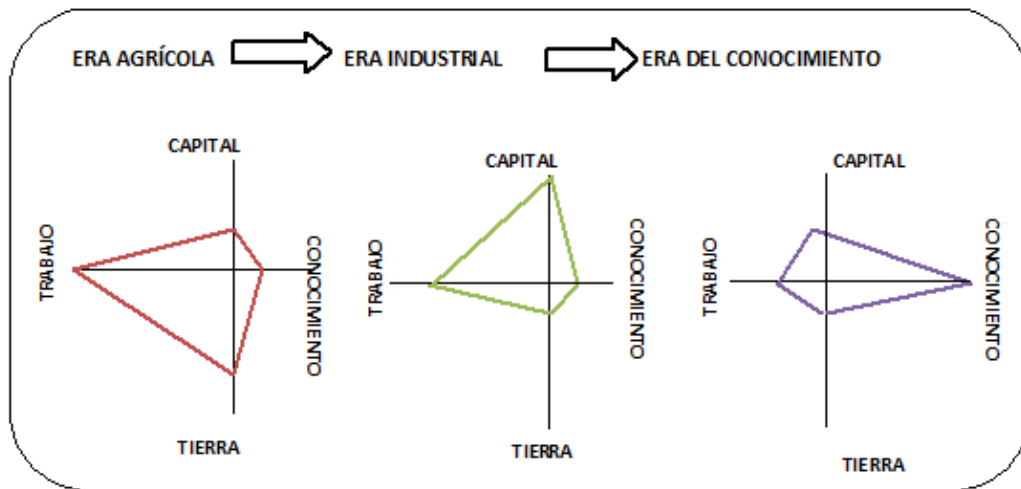 ERA AGRÍCOLA
ERA INDUSTRIAL
ERA DEL CONOCIMIENTO
CAPITAL
TRABAJO
CONOCIMIENTO
TIERRA
CAPITAL
TRABAJO
CONOCIMIENTO
TIERRA
CAPITAL
TRABAJO
CONOCIMIENTO
TIERRA